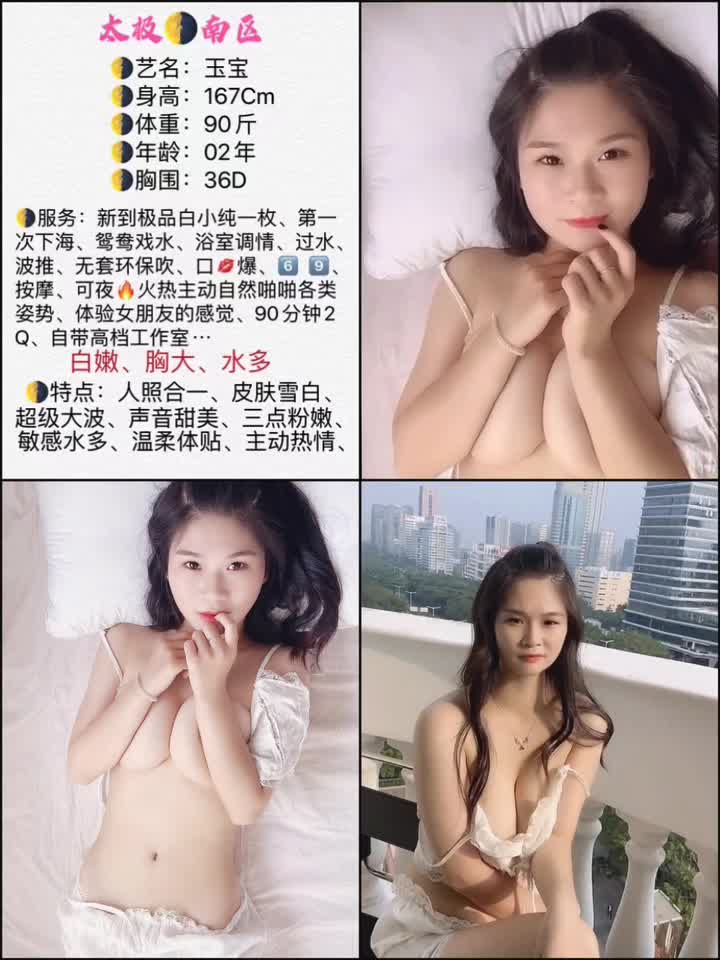 太极🌗南区
🌗艺名：玉宝
🌗身高：167Cm
🌗体重：90斤
🌗年龄：02年
🌗胸围：36D
🌗服务：新到极品白小纯一枚、第一
次下海、鸳鸯戏水、浴室调情、过水、
波推、无套环保吹、口💋爆、6️⃣ 9️⃣、
按摩、可夜🔥火热主动自然啪啪各类
姿势、体验女朋友的感觉、90分钟2
Q、自带高档工作室…
白嫩、胸大、水多
🌗特点：人照合一、皮肤雪白、
超级大波、声音甜美、三点粉嫩、
敏感水多、温柔体贴、主动热情、